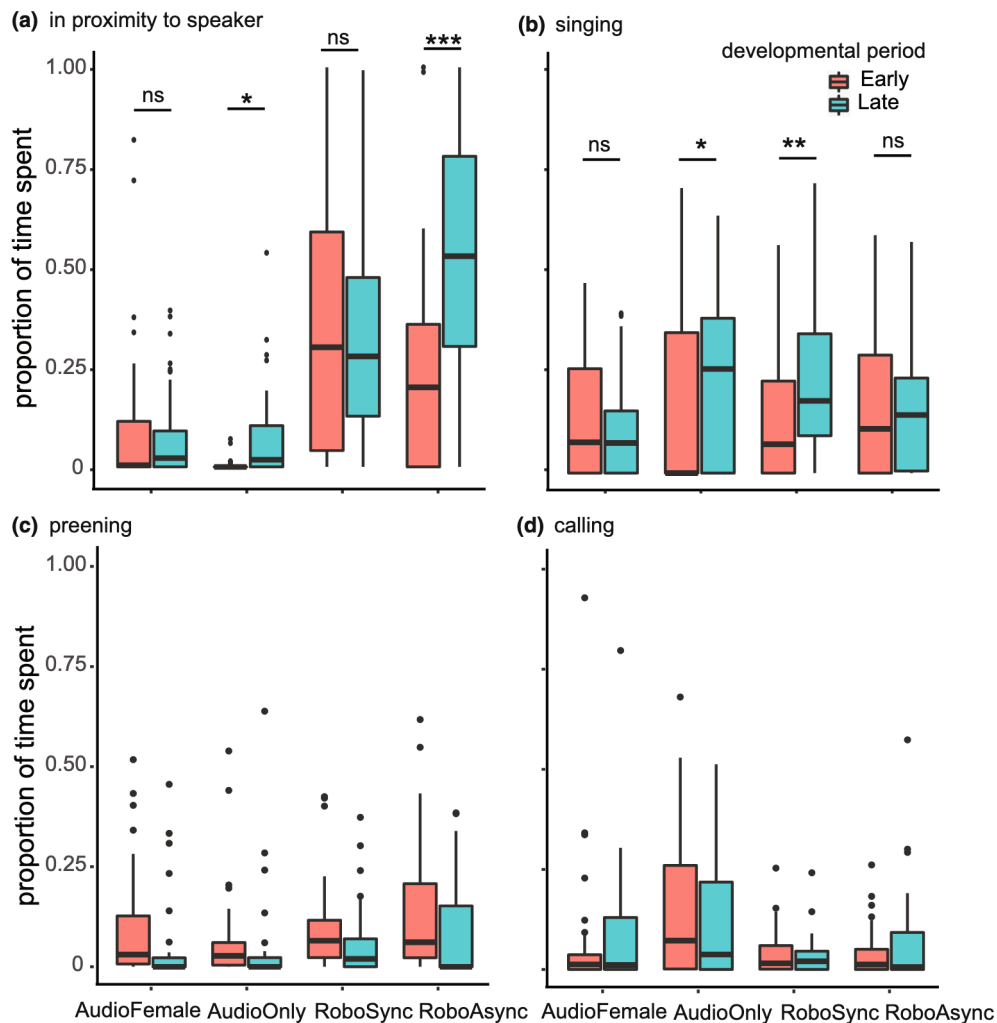 (a) in proximity to speaker
(b) singing
developmental period
Early
Late
ns
*
ns
***
ns
*
**
ns
proportion of time spent
1.00
0.75
0.50
0.25
0
(c) preening
(d) calling
proportion of time spent
1.00
0.75
0.50
0.25
0
AudioFemale AudioOnly RoboSync RoboAsync
AudioFemale AudioOnly RoboSync RoboAsync